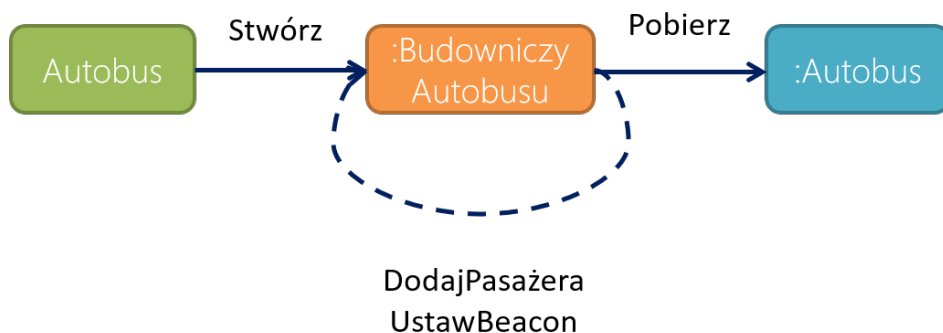 Stwórz
Pobierz
Autobus
:Budowniczy
Autobusu
:Autobus
DodajPasażera
UstawBeacon